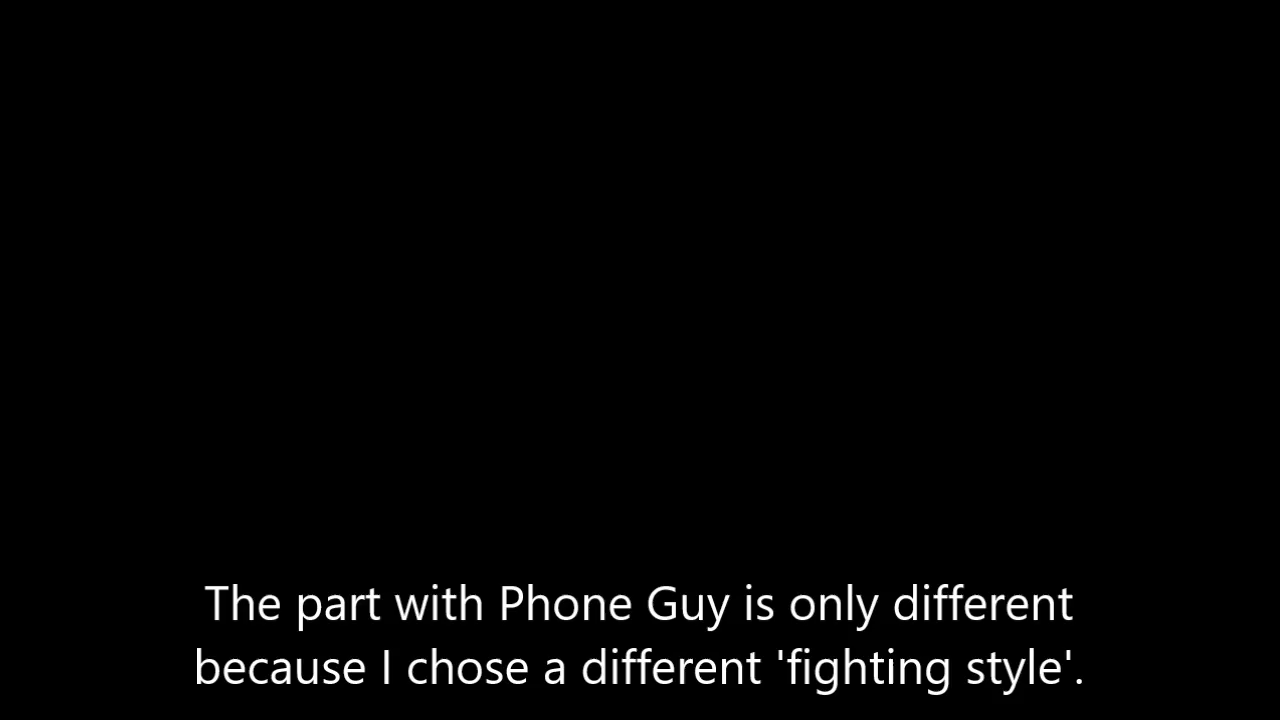 The part with Phone Guy is only different
because I chose a different 'fighting style'.